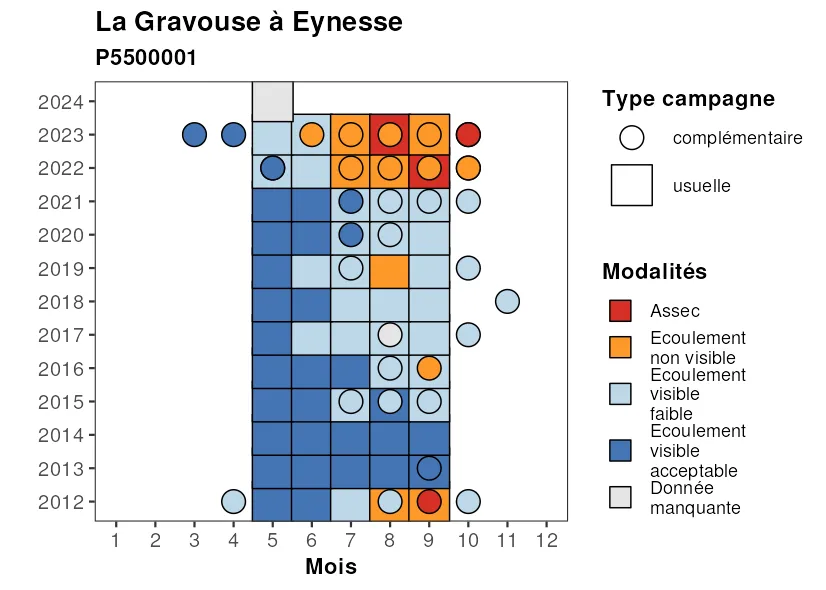 La Gravouse à Eynesse
P5500001
2024
2023
2022
2021
2020
2019
2018
2017
2016
2015
2014
2013
2012
1 2 3 4 5 6 7 8 9 10 11 12
Mois
Type campagne
complémentaire
usuelle
Modalités
Assec
Ecoulement
non visible
Ecoulement
visible
faible
Ecoulement
visible
acceptable
Donnée
manquante